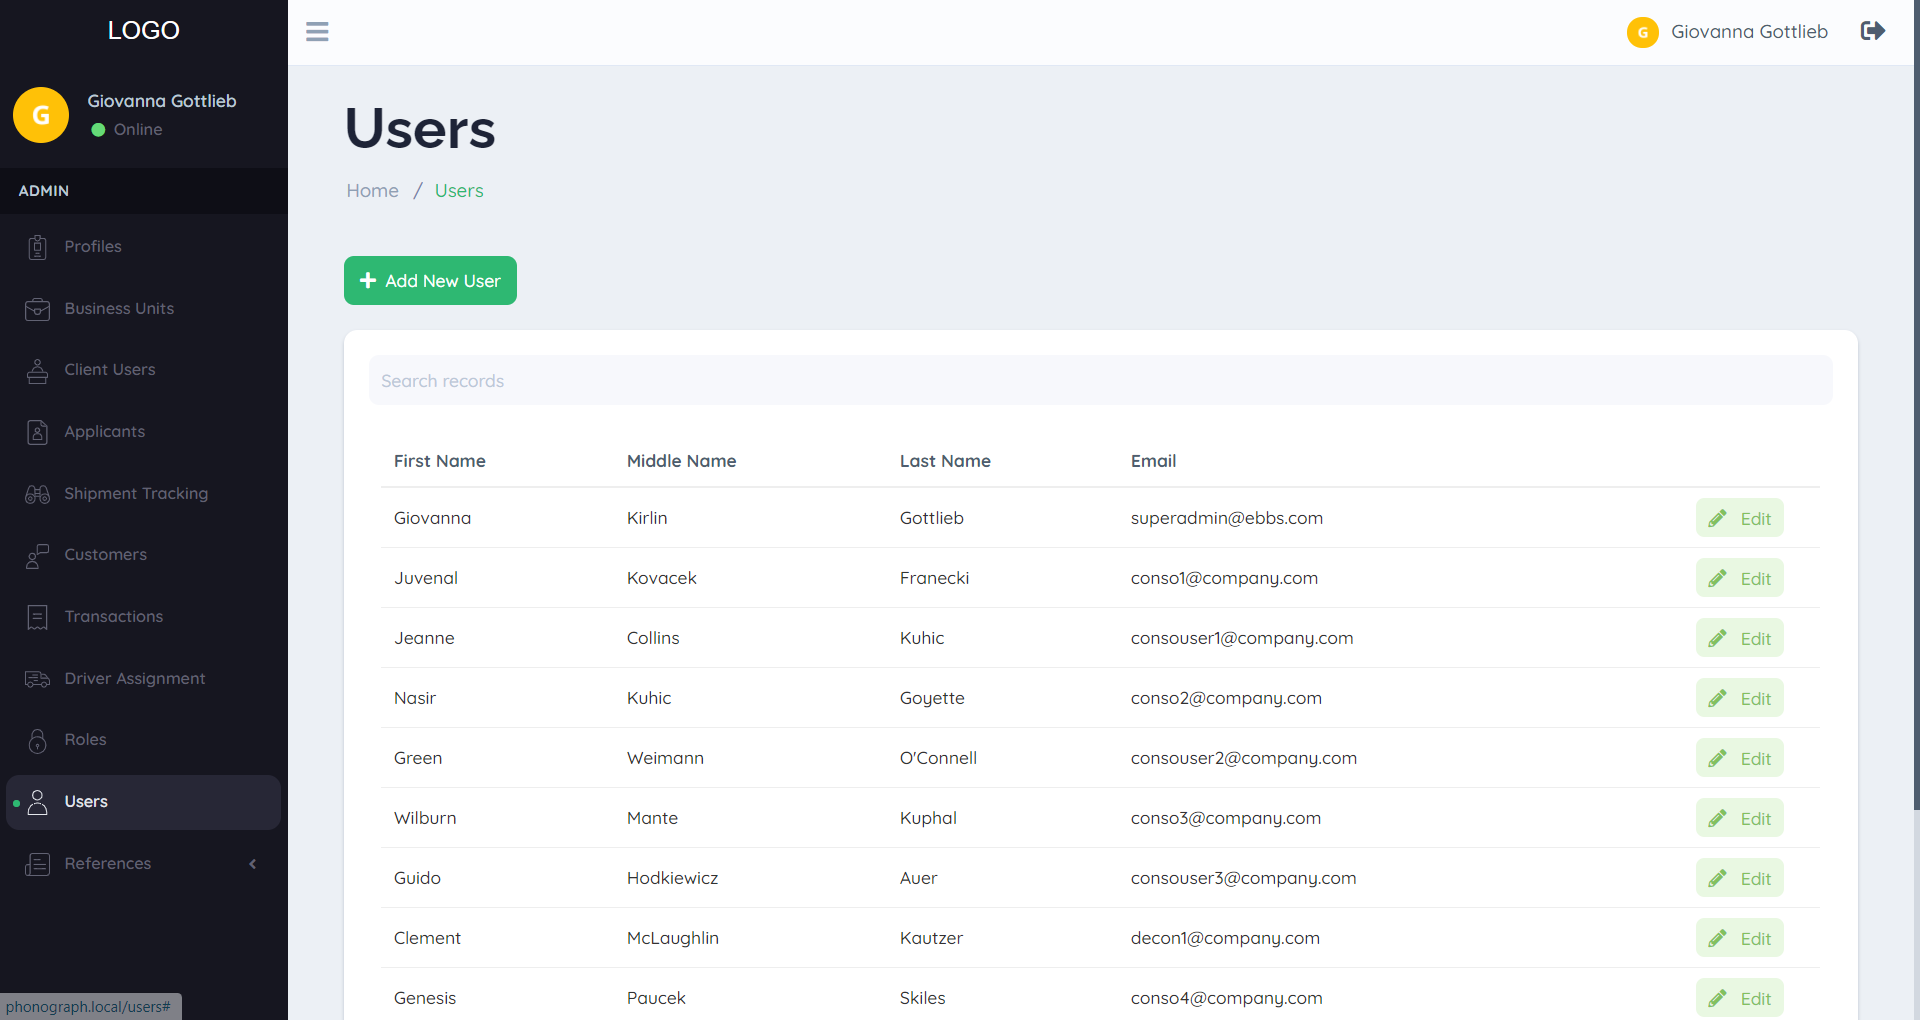 LOGO
G
Giovanna Gottlieb
Online
ADMIN
Profiles
Business Units
Client Users
Applicants
Shipment Tracking
Customers
Transactions
Driver Assignment
Roles
Users
References
phonograph.local/users#
G Giovanna Gottlieb
Users
Home / Users
Add New User
Search records
First Name Middle Name Last Name Email
Giovanna Kirlin Gottlieb superadmin@ebbs.com Edit
Juvenal Kovacek Franecki conso1@company.com Edit
Jeanne Collins Kuhic consouser1@company.com Edit
Nasir Kuhic Goyette conso2@company.com Edit
Green Weimann O'Connell consouser2@company.com Edit
Wilburn Mante Kuphal conso3@company.com Edit
Guido Hodkiewicz Auer consouser3@company.com Edit
Clement McLaughlin Kautzer decon1@company.com Edit
Genesis Paucek Skiles conso4@company.com Edit